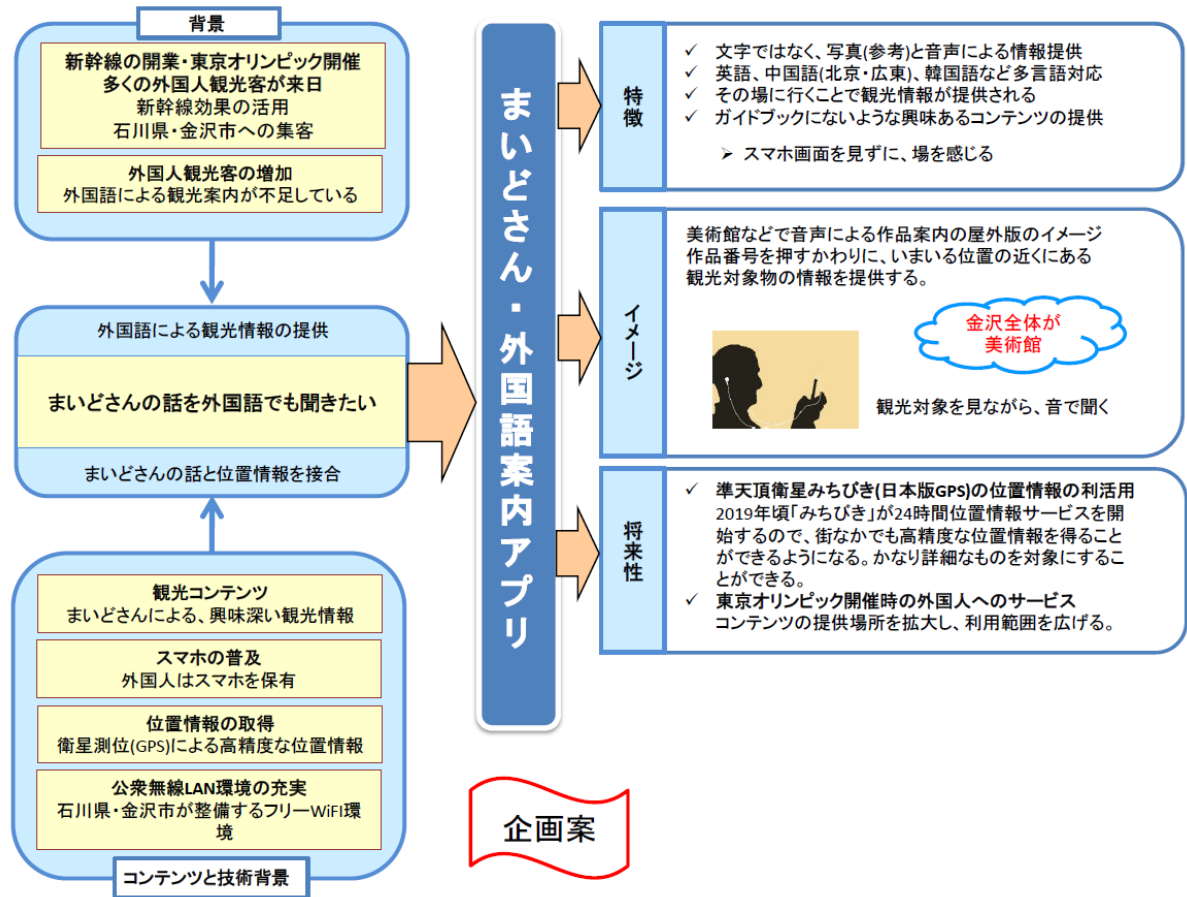 背景
新幹線の開業・東京オリンピック開催
多くの外国人観光客が来日
新幹線効果の活用
石川県・金沢市への集客
外国人観光客の増加
外国語による観光案内が不足している
外国語による観光情報の提供
まいどさんの話を外国語でも聞きたい
まいどさんの話と位置情報を接合
観光コンテンツ
まいどさんによる、興味深い観光情報
スマホの普及
外国人はスマホを保有
位置情報の取得
衛星測位(GPS)による高精度な位置情報
公衆無線LAN環境の充実
石川県・金沢市が整備するフリーWiFI環
境
コンテンツと技術背景
まいどさん・外国語案内アプリ
企画案
特徴
✓ 文字ではなく、写真(参考)と音声による情報提供
✓ 英語、中国語(北京・広東)、韓国語など多言語対応
✓ その場に行くことで観光情報が提供される
✓ ガイドブックにないような興味あるコンテンツの提供
➢ スマホ画面を見ずに、場を感じる
イメージ
美術館などで音声による作品案内の屋外版のイメージ
作品番号を押すかわりに、いまいる位置の近くにある
観光対象物の情報を提供する。
金沢全体が
美術館
観光対象を見ながら、音で聞く
将来性
✓ 準天頂衛星みちびき(日本版GPS)の位置情報の利活用
2019年頃「みちびき」が24時間位置情報サービスを開
始するので、街なかでも高精度な位置情報を得ること
ができるようになる。かなり詳細なものを対象にするこ
とができる。
✓ 東京オリンピック開催時の外国人へのサービス
コンテンツの提供場所を拡大し、利用範囲を広げる。